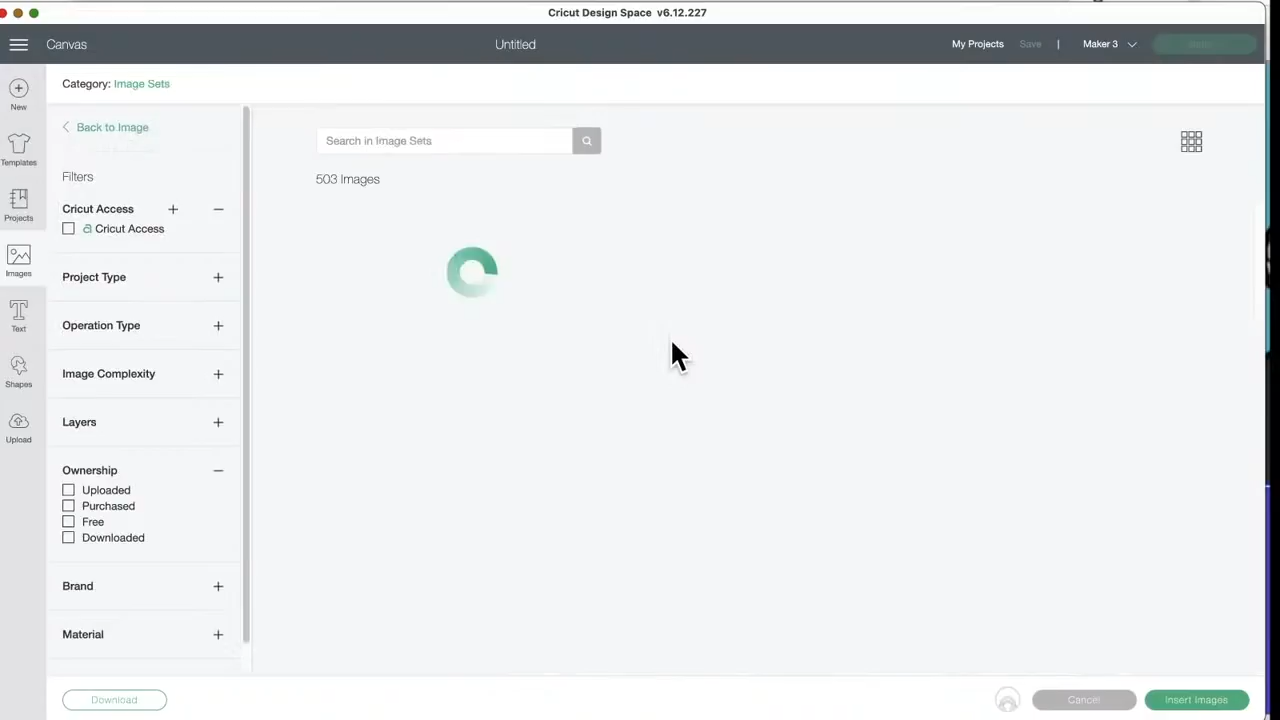 Cricut Design Space v6.12.227
Canvas
Untitled
My Projects
Save
|
Maker 3
Category: Image Sets
New
Templates
Projects
Images
Text
Shapes
Upload
Back to Image
Filters
Cricut Access
a Cricut Access
Project Type
Operation Type
Image Complexity
Layers
Ownership
Uploaded
Purchased
Free
Downloaded
Brand
Material
Search in Image Sets
503 Images
Download
Cancel
Insert Images